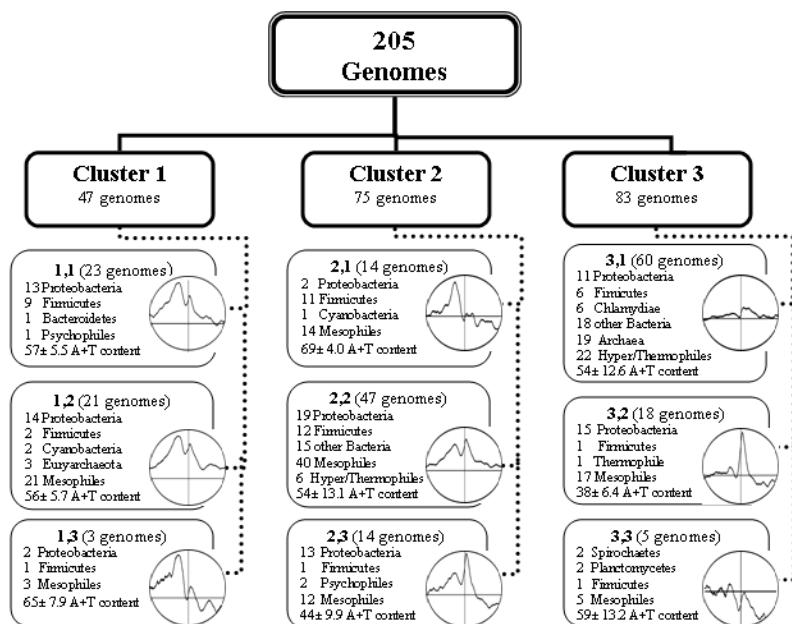 205
Genomes
Cluster 1
47 genomes
Cluster 2
75 genomes
Cluster 3
83 genomes
1,1 (23 genomes)
13 Proteobacteria
9 Firmicutes
1 Bacteroidetes
1 Psychophiles
57± 5.5 A+T content
1,2 (21 genomes)
14 Proteobacteria
2 Firmicutes
2 Cyanobacteria
3 Euryarchaeota
21 Mesophiles
56± 5.7 A+T content
1,3 (3 genomes)
2 Proteobacteria
1 Firmicutes
3 Mesophiles
65± 7.9 A+T content
2,1 (14 genomes)
2 Proteobacteria
11 Firmicutes
1 Cyanobacteria
14 Mesophiles
69± 4.0 A+T content
2,2 (47 genomes)
19 Proteobacteria
12 Firmicutes
15 other Bacteria
40 Mesophiles
6 Hyper/Thermophiles
54± 13.1 A+T content
2,3 (14 genomes)
13 Proteobacteria
1 Firmicutes
2 Psychophiles
12 Mesophiles
44± 9.9 A+T content
3,1 (60 genomes)
11 Proteobacteria
6 Firmicutes
6 Chlamydiae
18 other Bacteria
19 Archaea
22 Hyper/Thermophiles
54± 12.6 A+T content
3,2 (18 genomes)
15 Proteobacteria
1 Firmicutes
1 Thermophile
17 Mesophiles
38± 6.4 A+T content
3,3 (5 genomes)
2 Spirochaetes
2 Planctomycetes
1 Firmicutes
5 Mesophiles
59± 13.2 A+T content